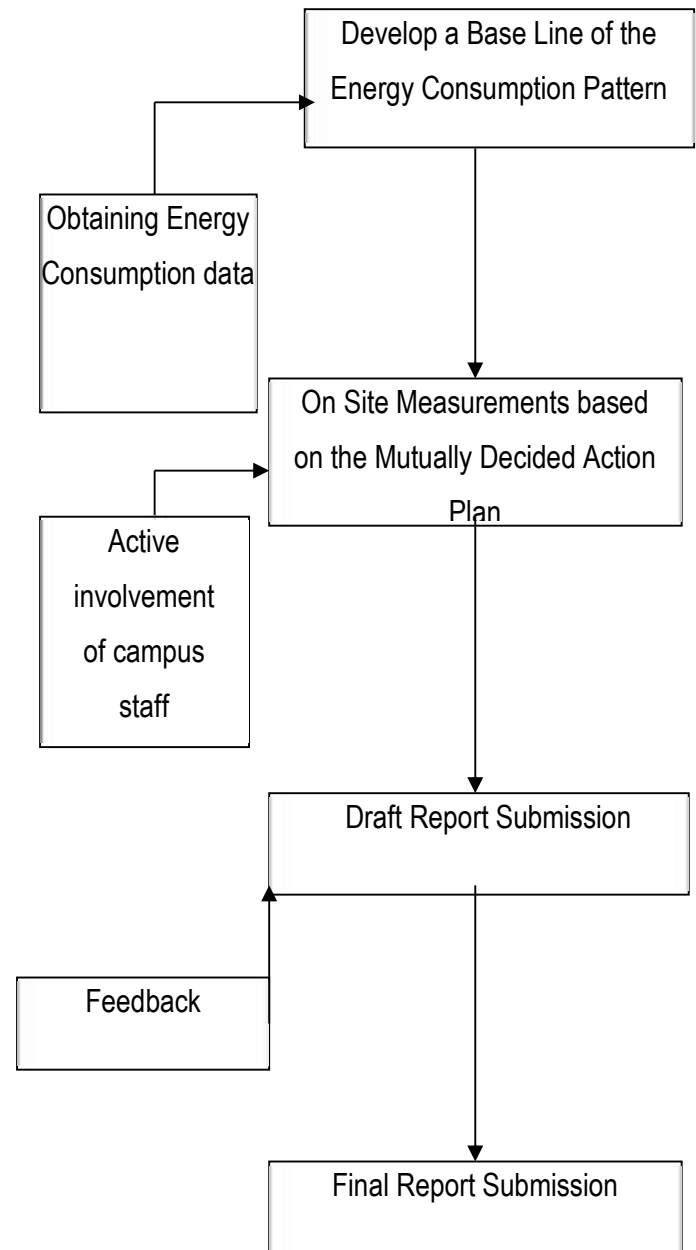 Develop a Base Line of the
Energy Consumption Pattern
Obtaining Energy
Consumption data
On Site Measurements based
on the Mutually Decided Action
Plan
Active
involvement
of campus
staff
Draft Report Submission
Feedback
Final Report Submission